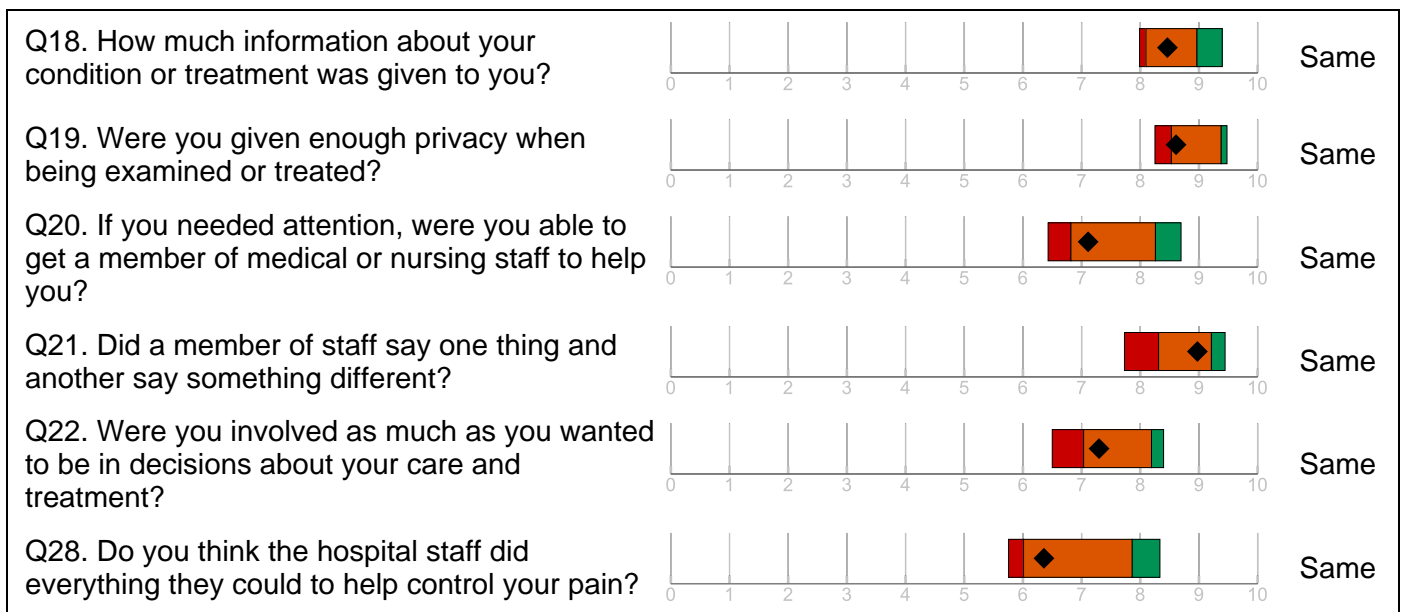 Q18. How much information about your
condition or treatment was given to you?
Same
0 1 2 3 4 5 6 7 8 9 10
Q19. Were you given enough privacy when
being examined or treated?
Same
0 1 2 3 4 5 6 7 8 9 10
Q20. If you needed attention, were you able to
get a member of medical or nursing staff to help
you?
Same
0 1 2 3 4 5 6 7 8 9 10
Q21. Did a member of staff say one thing and
another say something different?
Same
0 1 2 3 4 5 6 7 8 9 10
Q22. Were you involved as much as you wanted
to be in decisions about your care and
treatment?
Same
0 1 2 3 4 5 6 7 8 9 10
Q28. Do you think the hospital staff did
everything they could to help control your pain?
Same
0 1 2 3 4 5 6 7 8 9 10